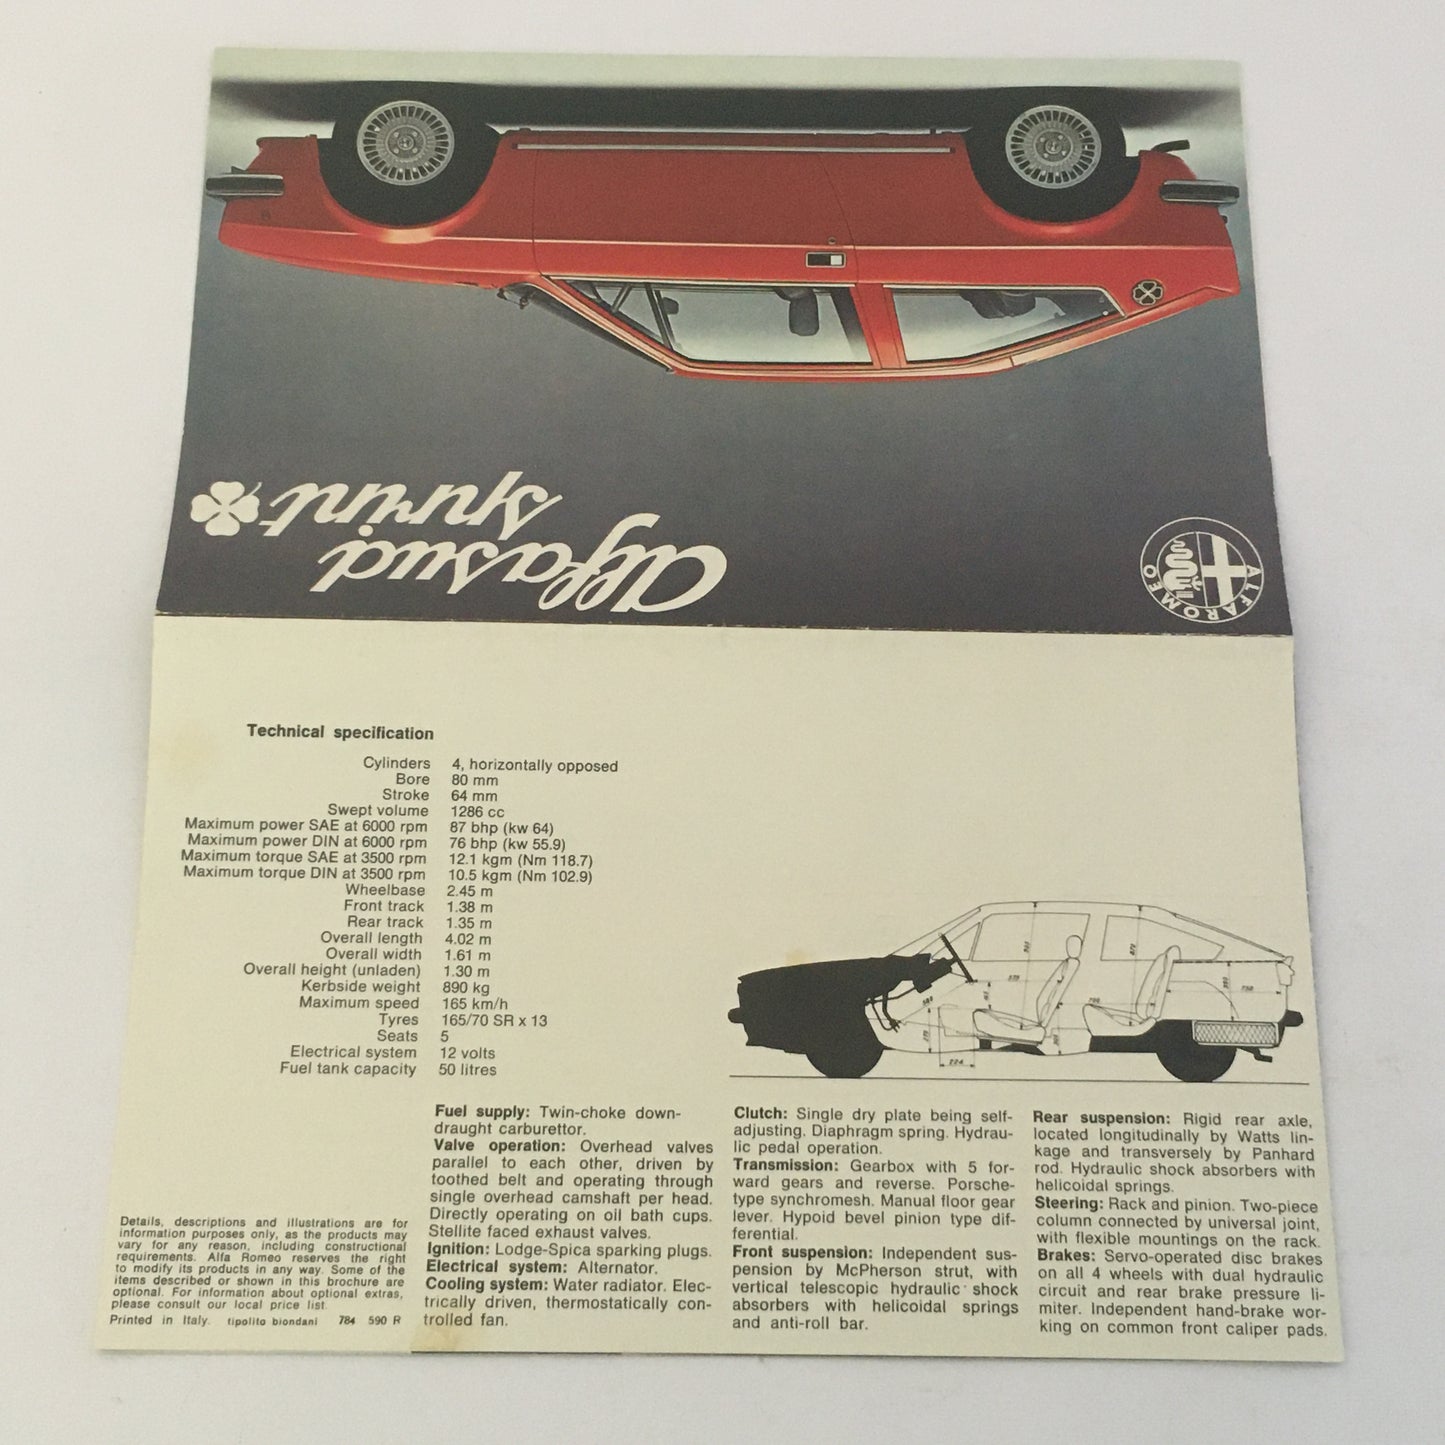 Alfasud
sprint
ALFA ROMEO
Technical specification
Cylinders 4, horizontally opposed
Bore 80 mm
Stroke 64 mm
Swept volume 1286 cc
Maximum power SAE at 6000 rpm 87 bhp (kw 64)
Maximum power DIN at 6000 rpm 76 bhp (kw 55.9)
Maximum torque SAE at 3500 rpm 12.1 kgm (Nm 118.7)
Maximum torque DIN at 3500 rpm 10.5 kgm (Nm 102.9)
Wheelbase 2.45 m
Front track 1.38 m
Rear track 1.35 m
Overall length 4.02 m
Overall width 1.61 m
Overall height (unladen) 1.30 m
Kerbside weight 890 kg
Maximum speed 165 km/h
Tyres 165/70 SR x 13
Seats 5
Electrical system 12 volts
Fuel tank capacity 50 litres
224
Details, descriptions and illustrations are for
information purposes only, as the products may
vary for any reason, including constructional
requirements. Alfa Romeo reserves the right
to modify its products in any way. Some of the
items described or shown in this brochure are
optional. For information about optional extras,
please consult our local price list.
Printed in Italy. tipolito biondani 784 590 R
Fuel supply: Twin-choke down-
draught carburettor.
Valve operation: Overhead valves
parallel to each other, driven by
toothed belt and operating through
single overhead camshaft per head.
Directly operating on oil bath cups.
Stellite faced exhaust valves.
Ignition: Lodge-Spica sparking plugs.
Electrical system: Alternator.
Cooling system: Water radiator. Elec-
trically driven, thermostatically con-
trolled fan.
Clutch: Single dry plate being self-
adjusting. Diaphragm spring. Hydrau-
lic pedal operation.
Transmission: Gearbox with 5 for-
ward gears and reverse. Porsche-
type synchromesh. Manual floor gear
lever. Hypoid bevel pinion type dif-
ferential.
Front suspension: Independent sus-
pension by McPherson strut, with
vertical telescopic hydraulic shock
absorbers with helicoidal springs
and anti-roll bar.
Rear suspension: Rigid rear axle,
located longitudinally by Watts lin-
kage and transversely by Panhard
rod. Hydraulic shock absorbers with
helicoidal springs.
Steering: Rack and pinion. Two-piece
column connected by universal joint,
with flexible mountings on the rack.
Brakes: Servo-operated disc brakes
on all 4 wheels with dual hydraulic
circuit and rear brake pressure li-
miter. Independent hand-brake wor-
king on common front caliper pads.